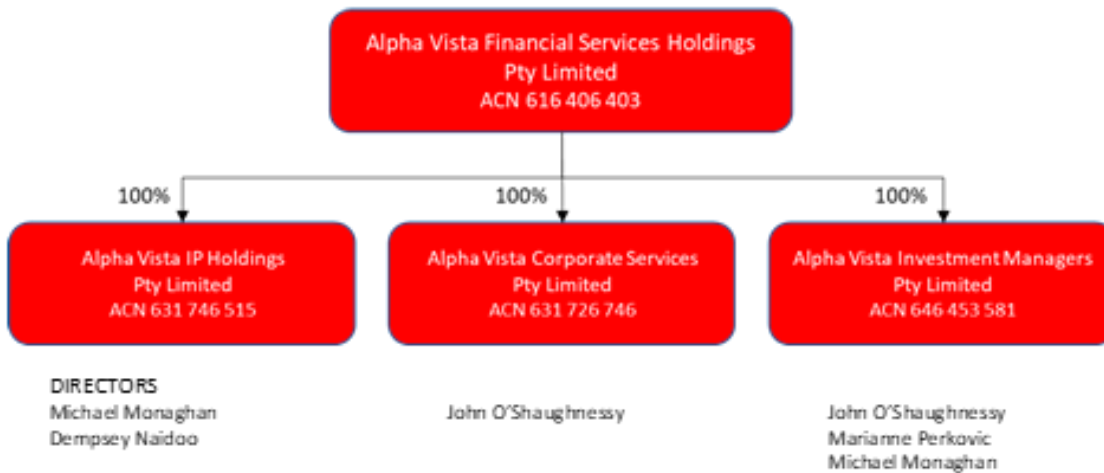 Alpha Vista Financial Services Holdings
Pty Limited
ACN 616 406 403
100%
100%
100%
Alpha Vista IP Holdings
Pty Limited
ACN 631 746 515
Alpha Vista Corporate Services
Pty Limited
ACN 631 726 746
Alpha Vista Investment Managers
Pty Limited
ACN 646 453 581
DIRECTORS
Michael Monaghan
Dempsey Naidoo
John O'Shaughnessy
John O'Shaughnessy
Marianne Perkovic
Michael Monaghan